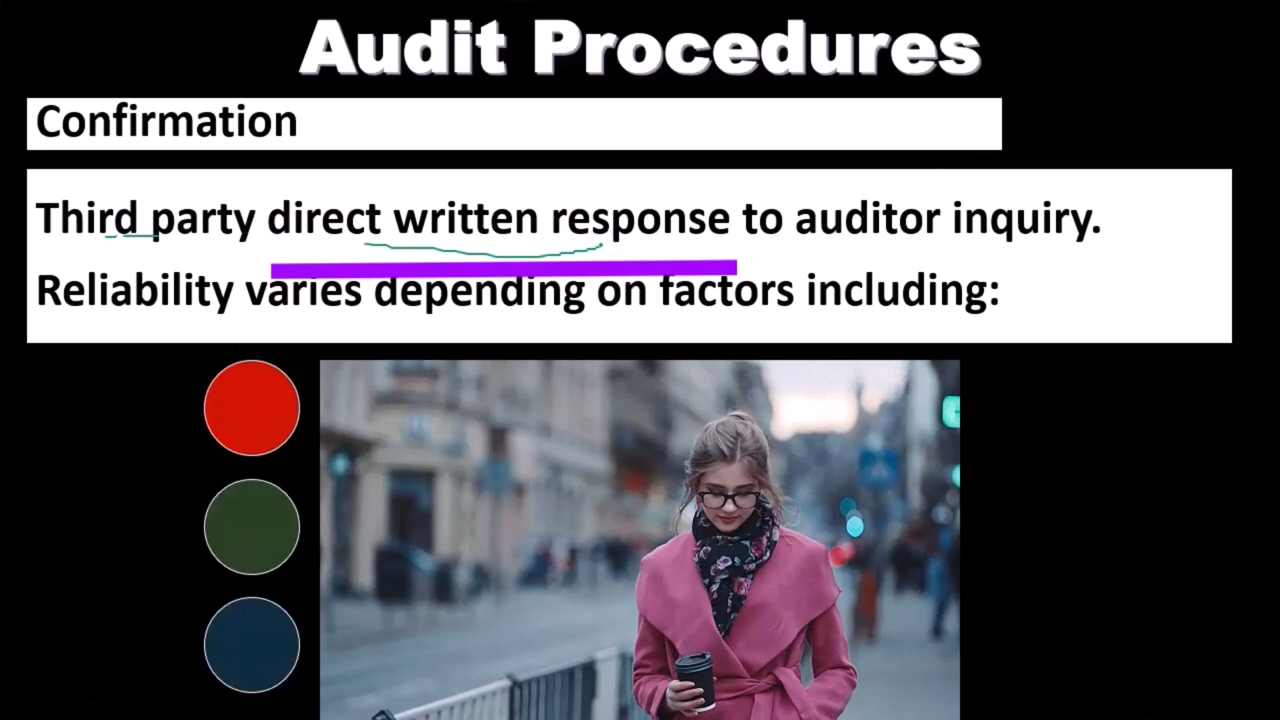 Audit Procedures
Confirmation
Third party direct written response to auditor inquiry.
Reliability varies depending on factors including: